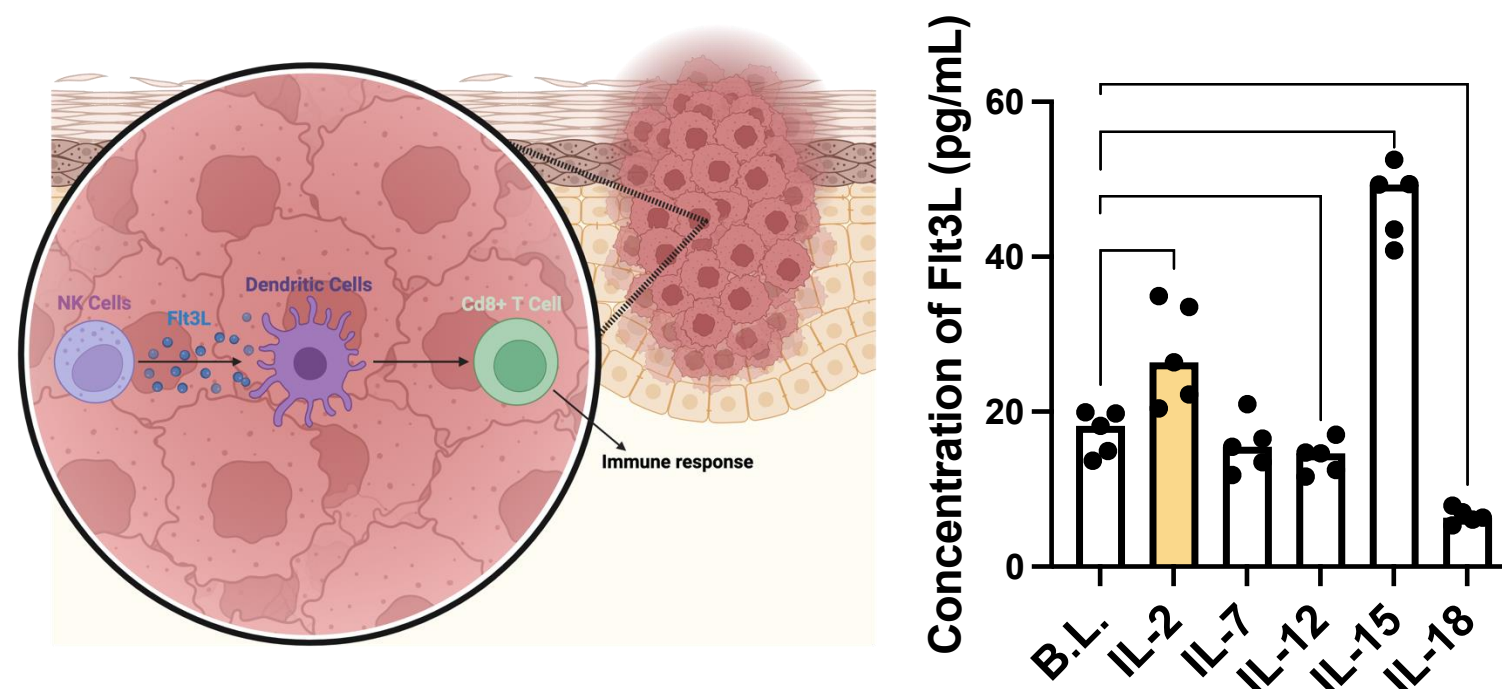 NK Cells
Flt3L
Dendritic Cells
Cd8+ T Cell
Immune response
Concentration of Flt3L (pg/mL)
60
40
20
0
B.L.
IL-2
IL-7
IL-12
IL-15
IL-18